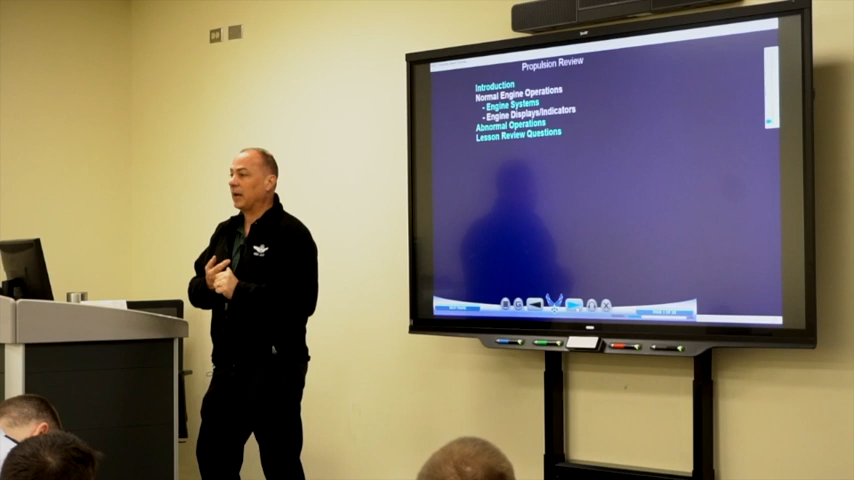 Propulsion Review
Introduction
Normal Engine Operations
- Engine Systems
- Engine Displays/Indicators
Abnormal Operations
Lesson Review Questions